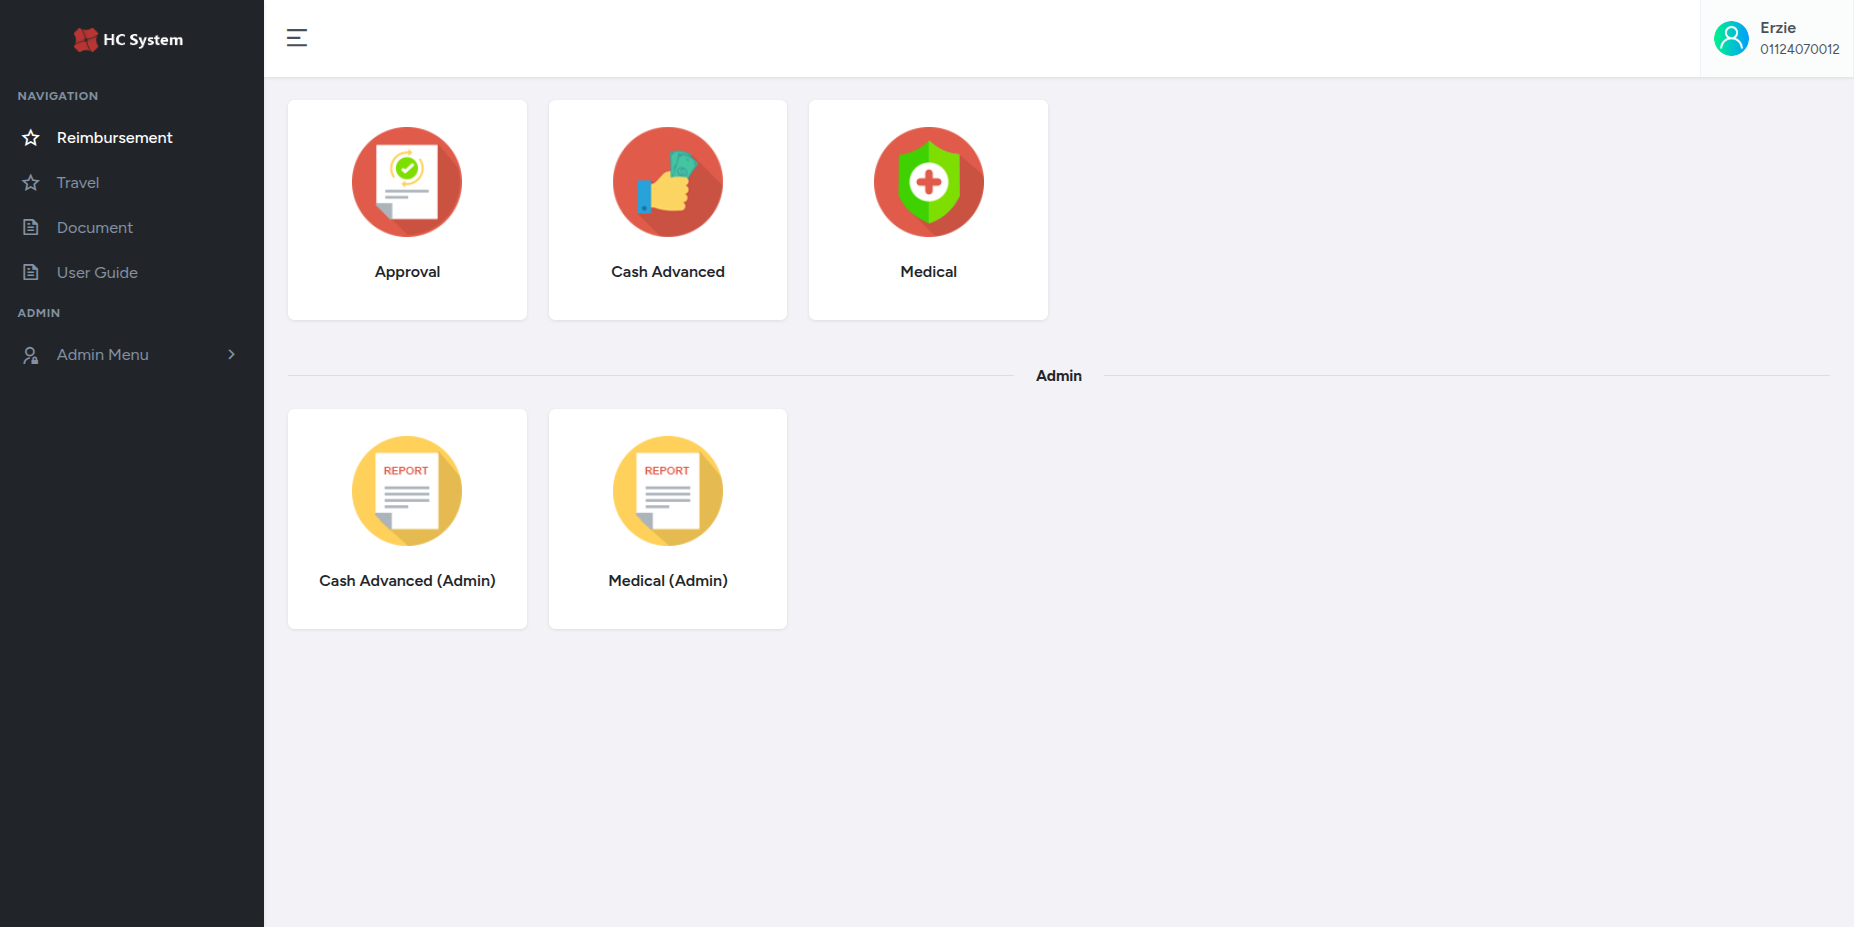 HC System
NAVIGATION
Reimbursement
Travel
Document
User Guide
ADMIN
Admin Menu
Erzie
01124070012
Approval
Cash Advanced
Medical
Admin
REPORT
REPORT
Cash Advanced (Admin)
Medical (Admin)